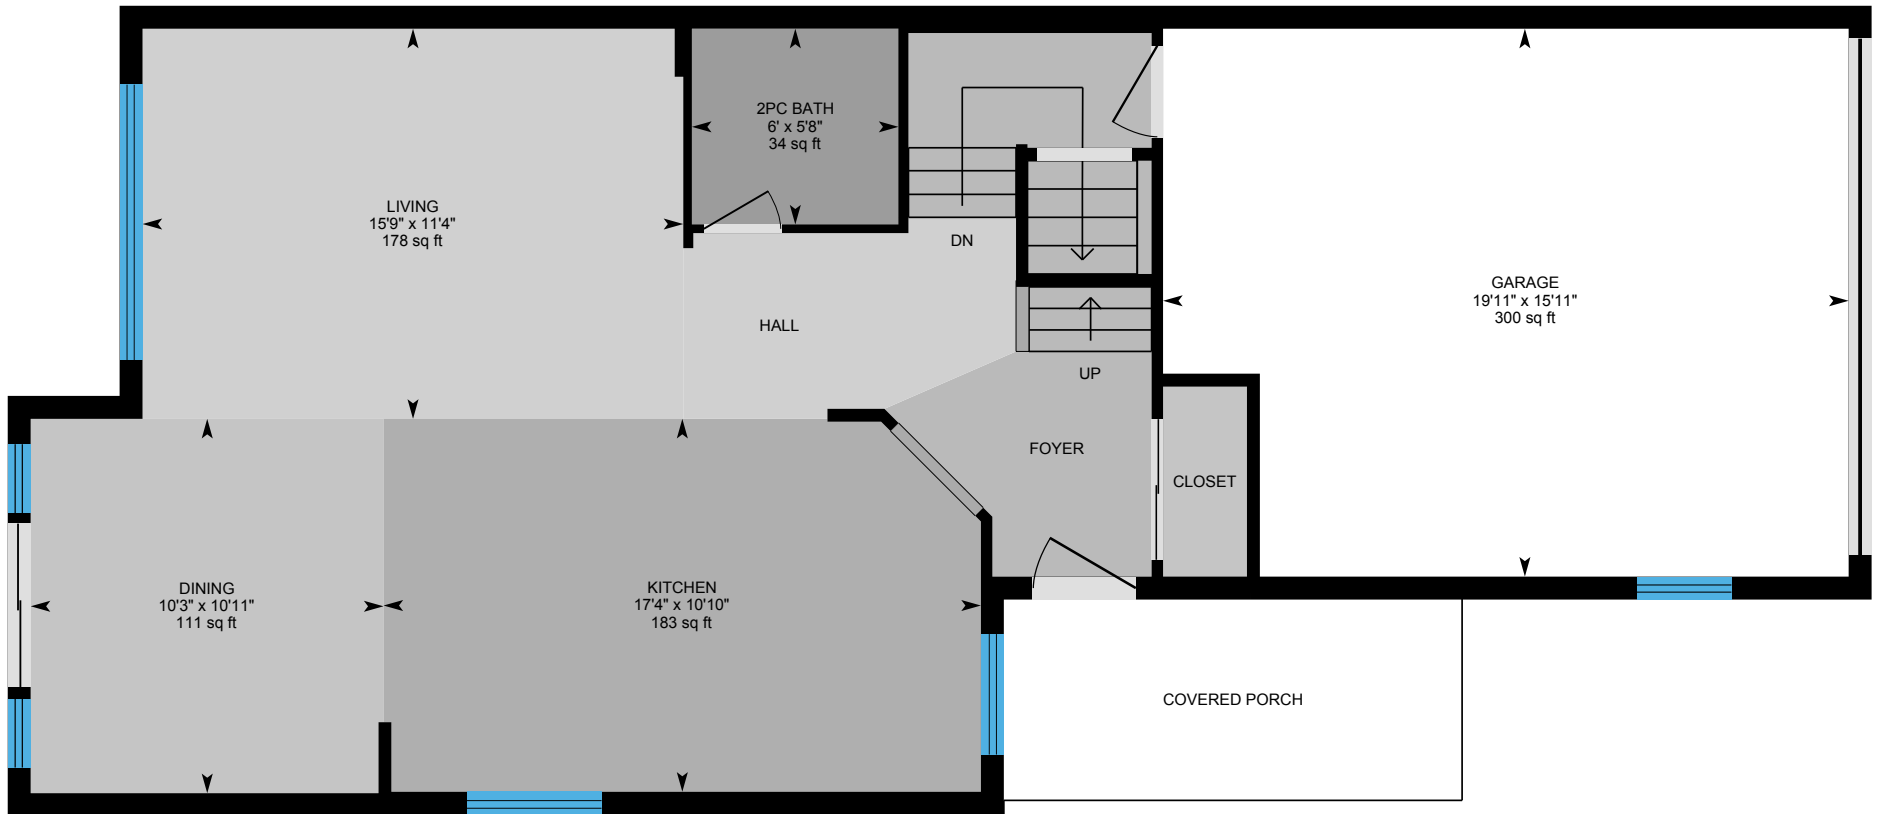 2PC BATH
6' x 5'8"
34 sq ft
LIVING
15'9" x 11'4"
178 sq ft
DN
GARAGE
19'11" x 15'11"
300 sq ft
HALL
UP
FOYER
CLOSET
DINING
10'3" x 10'11"
111 sq ft
KITCHEN
17'4" x 10'10"
183 sq ft
COVERED PORCH